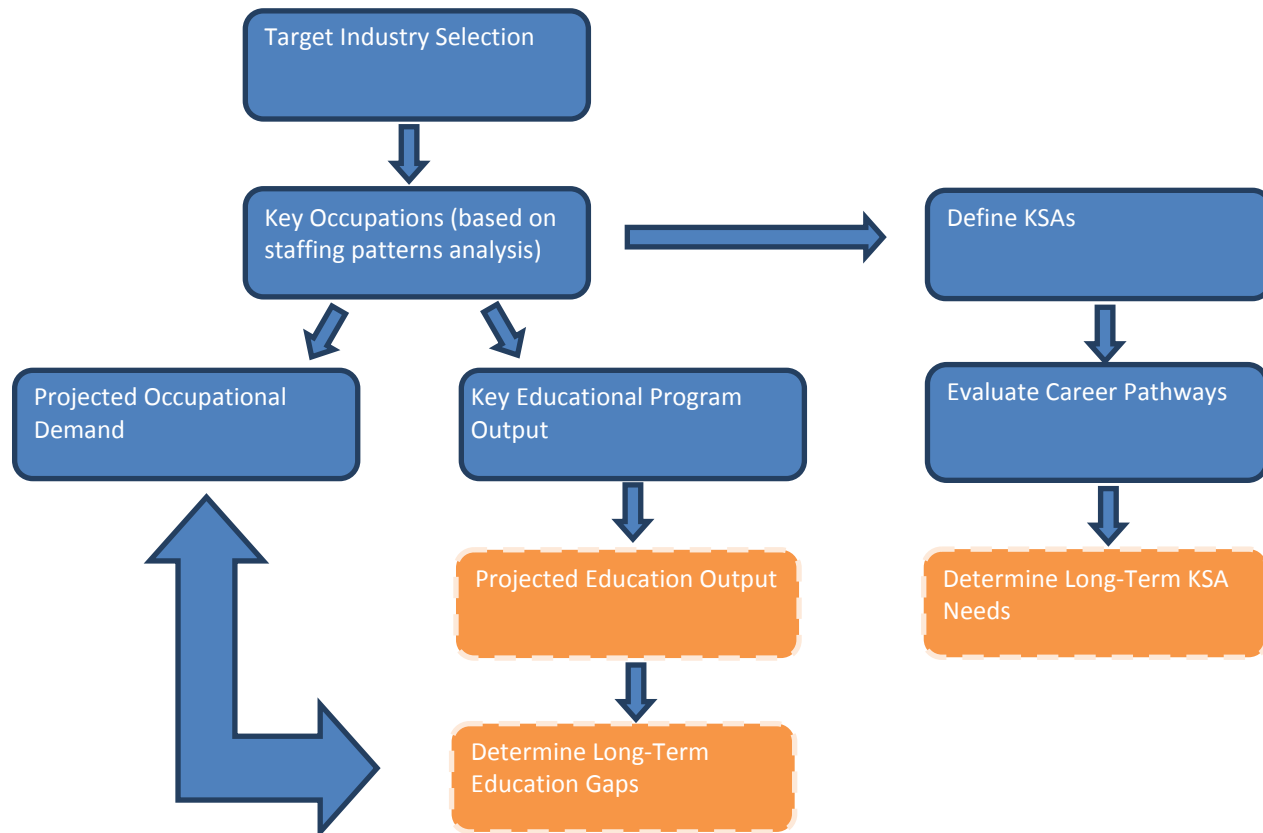 Target Industry Selection
Key Occupations (based on
staffing patterns analysis)
Define KSAs
Projected Occupational
Demand
Key Educational Program
Output
Evaluate Career Pathways
Projected Education Output
Determine Long-Term KSA
Needs
Determine Long-Term
Education Gaps